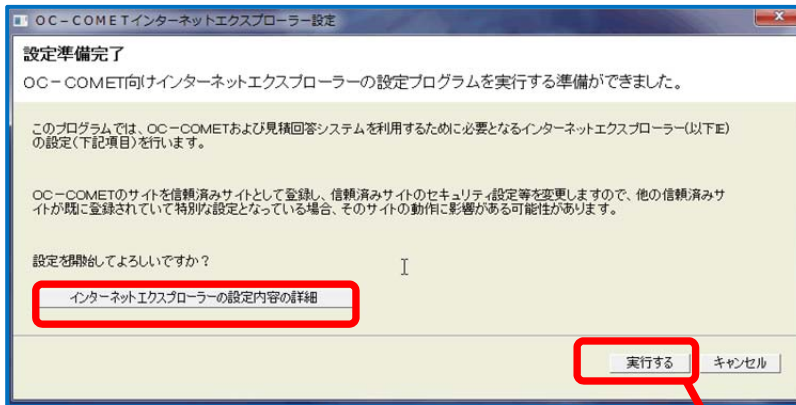 OC-COMETインターネットエクスプローラー設定
設定準備完了
OC-COMET向けインターネットエクスプローラーの設定プログラムを実行する準備ができました。
このプログラムでは、OC-COMETおよび見積回答システムを利用するために必要となるインターネットエクスプローラー(以下IE)
の設定(下記項目)を行います。
OC-COMETのサイトを信頼済みサイトとして登録し、信頼済みサイトのセキュリティ設定等を変更しますので、他の信頼済みサ
イトが既に登録されていて特別な設定となっている場合、そのサイトの動作に影響がある可能性があります。
設定を開始してよろしいですか？
インターネットエクスプローラーの設定内容の詳細
実行する
キャンセル